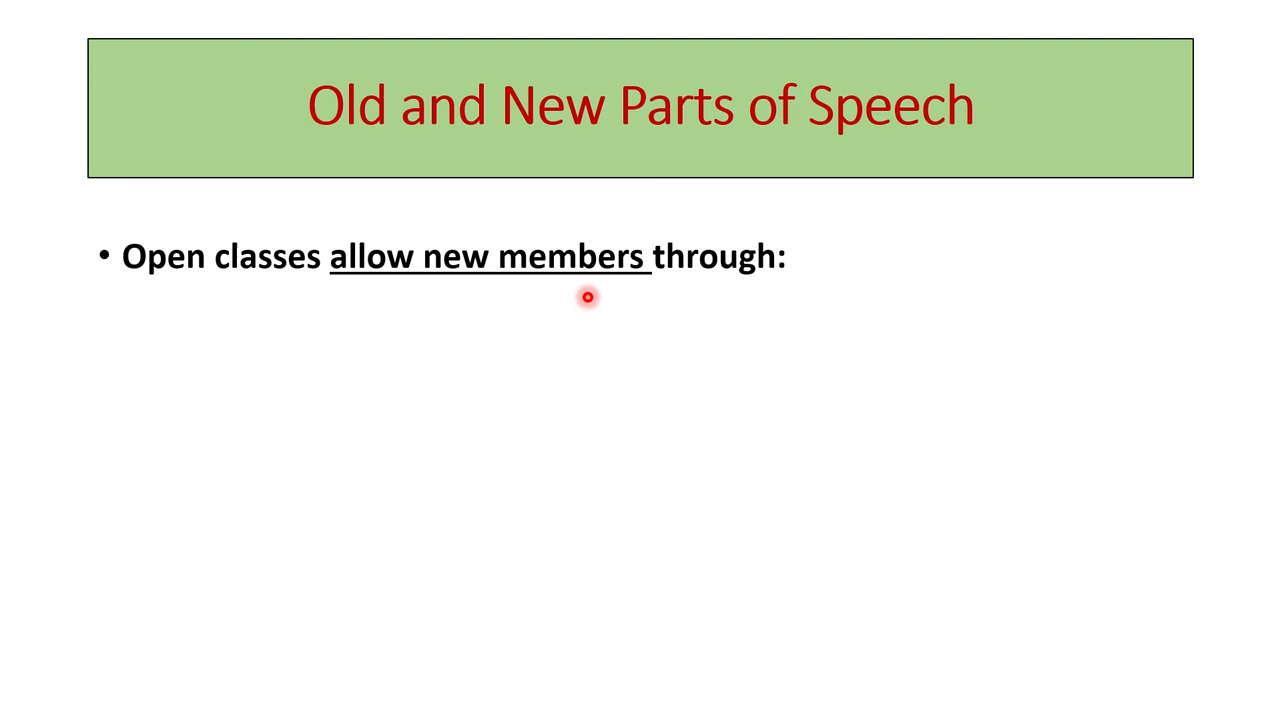 Old and New Parts of Speech
• Open classes allow new members through: